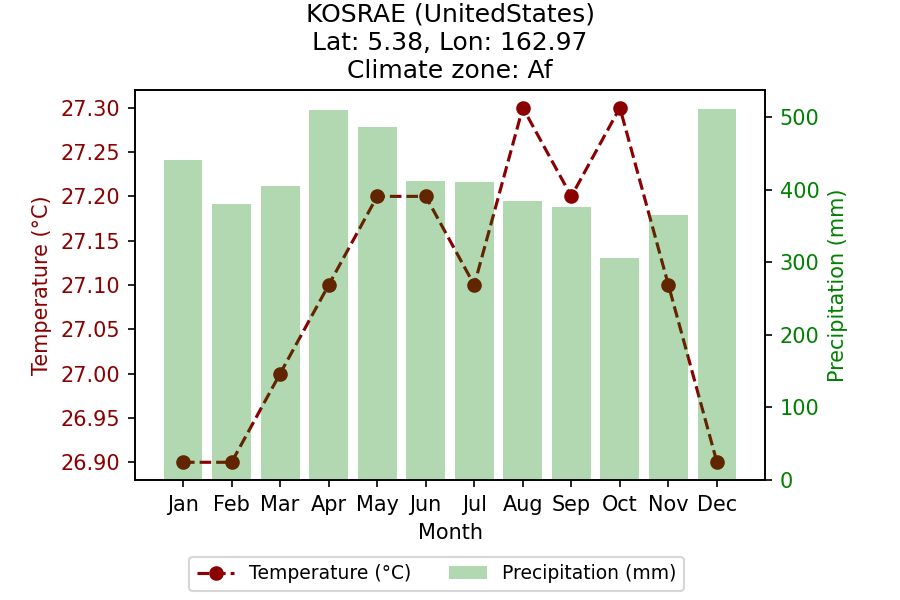 KOSRAE (UnitedStates)
Lat: 5.38, Lon: 162.97
Climate zone: Af
Temperature (°C)
27.30
27.25
27.20
27.15
27.10
27.05
27.00
26.95
26.90
500
400
300
200
100
0
Precipitation (mm)
Jan Feb Mar Apr May Jun Jul Aug Sep Oct Nov Dec
Month
Temperature (°C) Precipitation (mm)